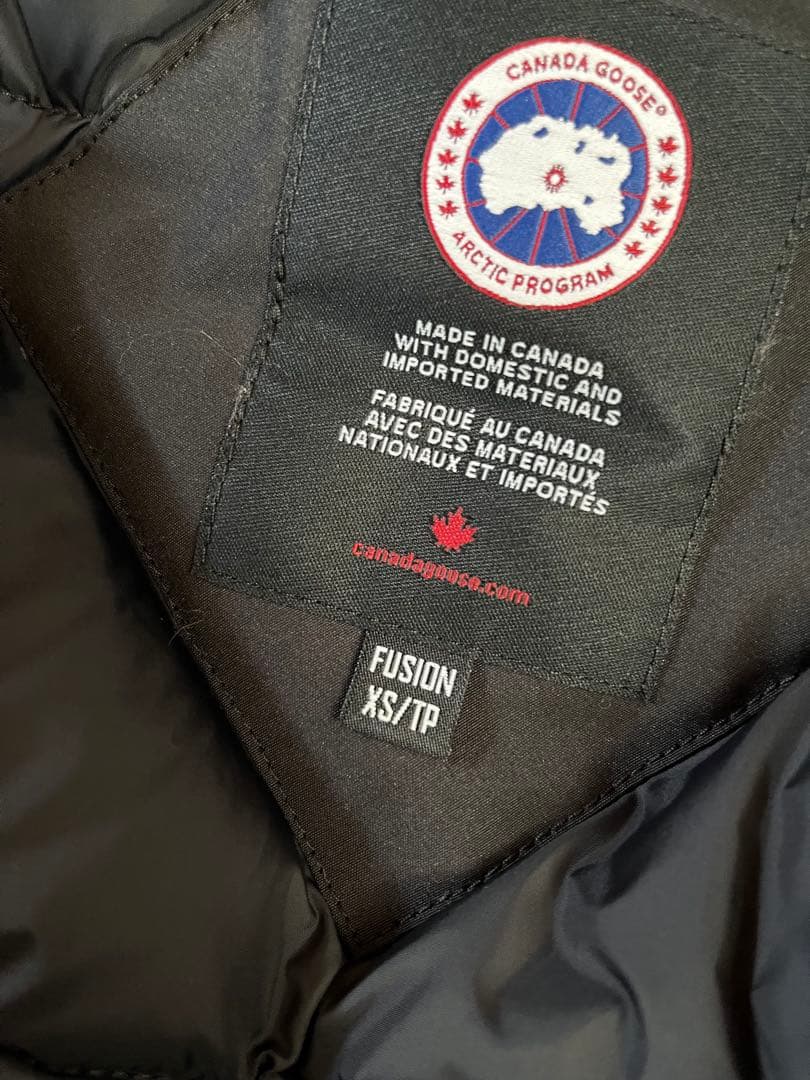 CANADA GOOSE®
ARCTIC PROGRAM
MADE IN CANADA
WITH DOMESTIC AND
IMPORTED MATERIALS
FABRIQUÉ AU CANADA
AVEC DES MATERIAUX
NATIONAUX ET IMPORTÉS
canadagoose.com
FUSION
XS/TP